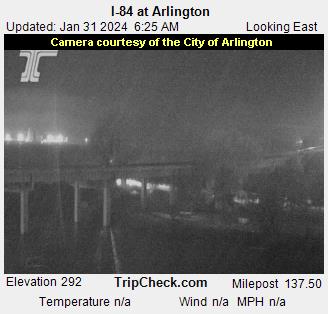 I-84 at Arlington
Updated: Jan 31 2024 6:25 AM Looking East
Camera courtesy of the City of Arlington
Elevation 292 TripCheck.com Milepost 137.50
Temperature n/a Wind n/a MPH n/a